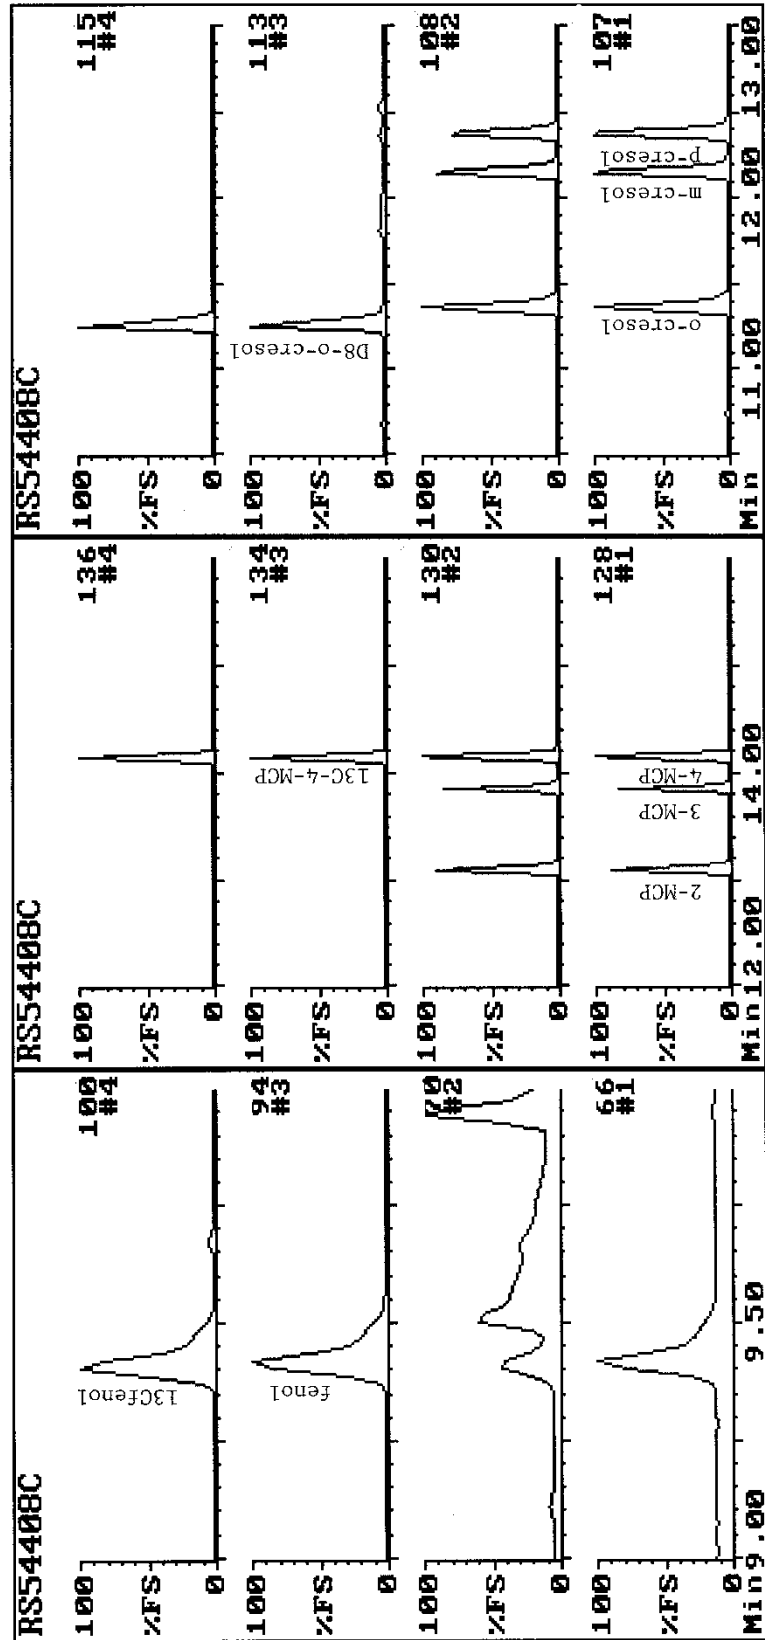 RS54408C
100
%FS
0
100
#4
13Cfenol
100
%FS
0
94
#3
fenol
100
%FS
0
70
#2
100
%FS
0
66
#1
Min 9.00 9.50
RS54408C
100
%FS
0
136
#4
100
%FS
0
134
#3
13C-4-MCP
100
%FS
0
130
#2
100
%FS
0
128
#1
2-MCP
3-MCP
4-MCP
Min 12.00 14.00
RS54408C
100
%FS
0
115
#4
100
%FS
0
113
#3
D8-o-cresol
100
%FS
0
108
#2
100
%FS
0
107
#1
o-cresol
m-cresol
p-cresol
Min 11.00 12.00 13.00